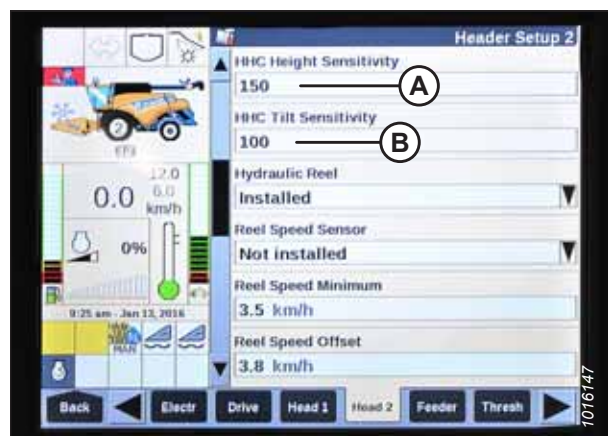 Header Setup 2
HHC Height Sensitivity
150
A
HHC Tilt Sensitivity
100
B
Hydraulic Reel
Installed
Reel Speed Sensor
Not installed
Reel Speed Minimum
3.5 km/h
Reel Speed Offset
3.8 km/h
12.0
0.0
6.0
km/h
0%
9:25 am - Jan 13, 2016
MAN
Back
Electr
Drive
Head 1
Head 2
Feeder
Thresh
1016147